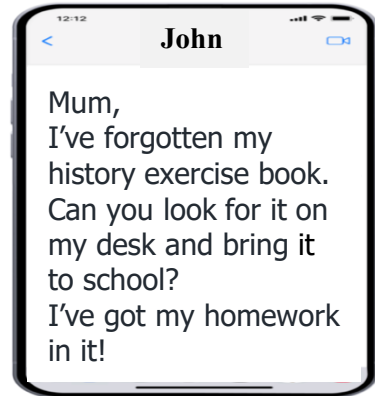 12:12
John
Mum,
I’ve forgotten my
history exercise book.
Can you look for it on
my desk and bring it
to school?
I’ve got my homework
in it!